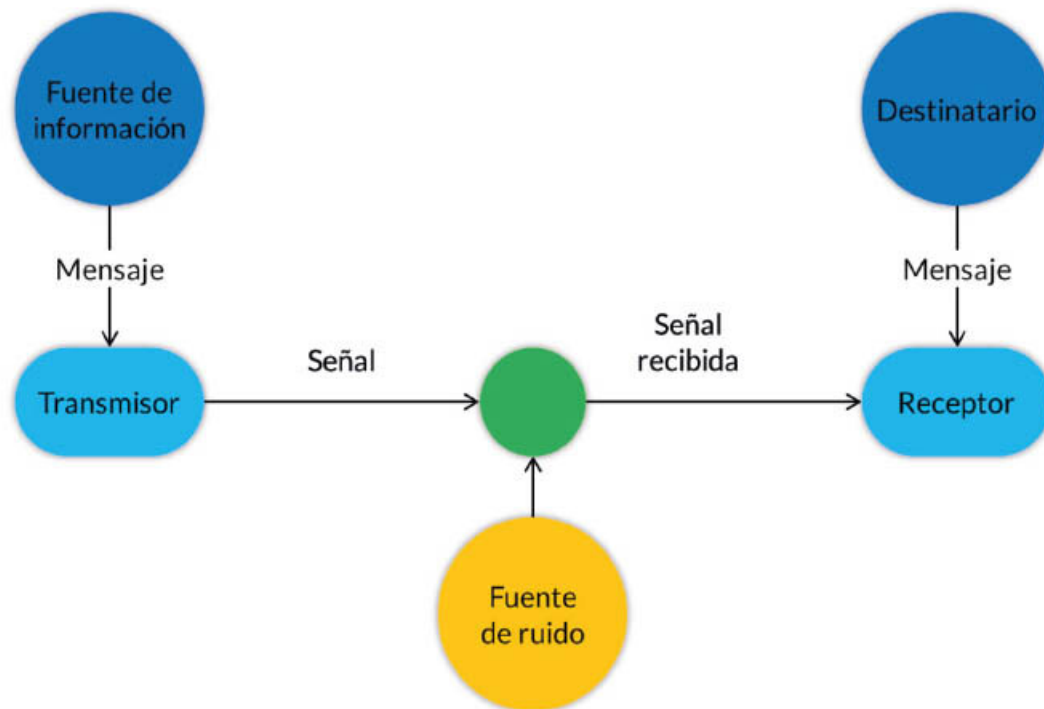 Fuente de
información
Destinatario
Mensaje
Mensaje
Señal
Señal
recibida
Transmisor
Receptor
Fuente
de ruido